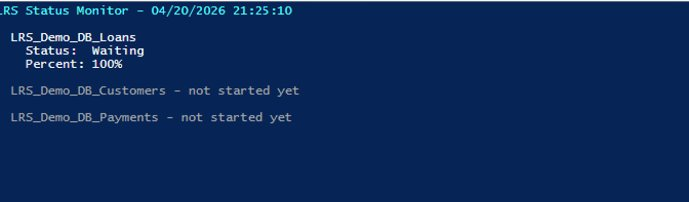 LRS Status Monitor - 04/20/2026 21:25:10
LRS_Demo_DB_Loans
Status:  Waiting
Percent: 100%
LRS_Demo_DB_Customers - not started yet
LRS_Demo_DB_Payments - not started yet